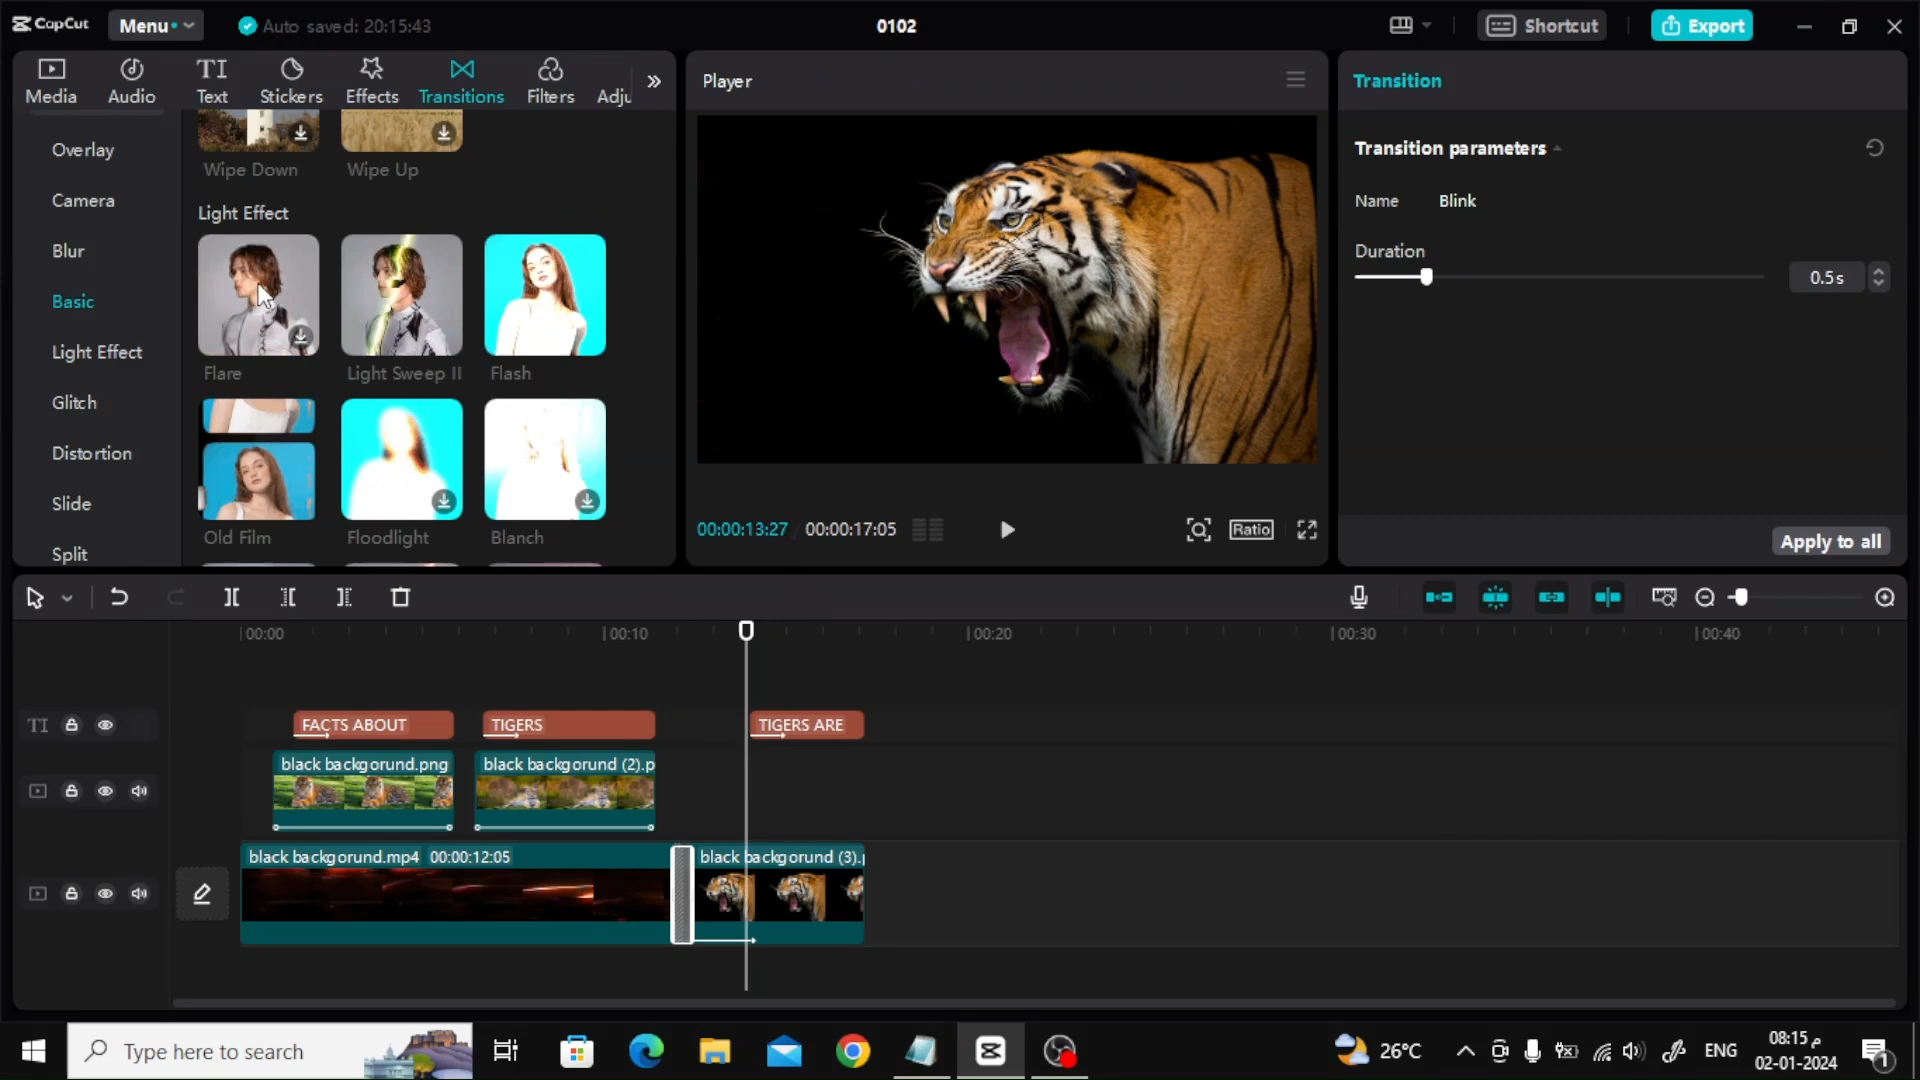 CapCut
Menu
Auto saved: 20:15:43
0102
Shortcut
Export
Media
Audio
TI
Text
Stickers
Effects
Transitions
Filters
Adju
Overlay
Camera
Blur
Basic
Light Effect
Glitch
Distortion
Slide
Split
Wipe Down
Wipe Up
Light Effect
Flare
Light Sweep II
Flash
Old Film
Floodlight
Blanch
Player
00:00:13:27
00:00:17:05
Ratio
Transition
Transition parameters
Name
Blink
Duration
0.5s
Apply to all
00:00
00:10
00:20
00:30
00:40
TI
FACTS ABOUT
TIGERS
TIGERS ARE
black backgorund.png
black backgorund (2).p
black backgorund.mp4 00:00:12:05
black backgorund (3).p
Type here to search
26°C
ENG
08:15 م
02-01-2024
1